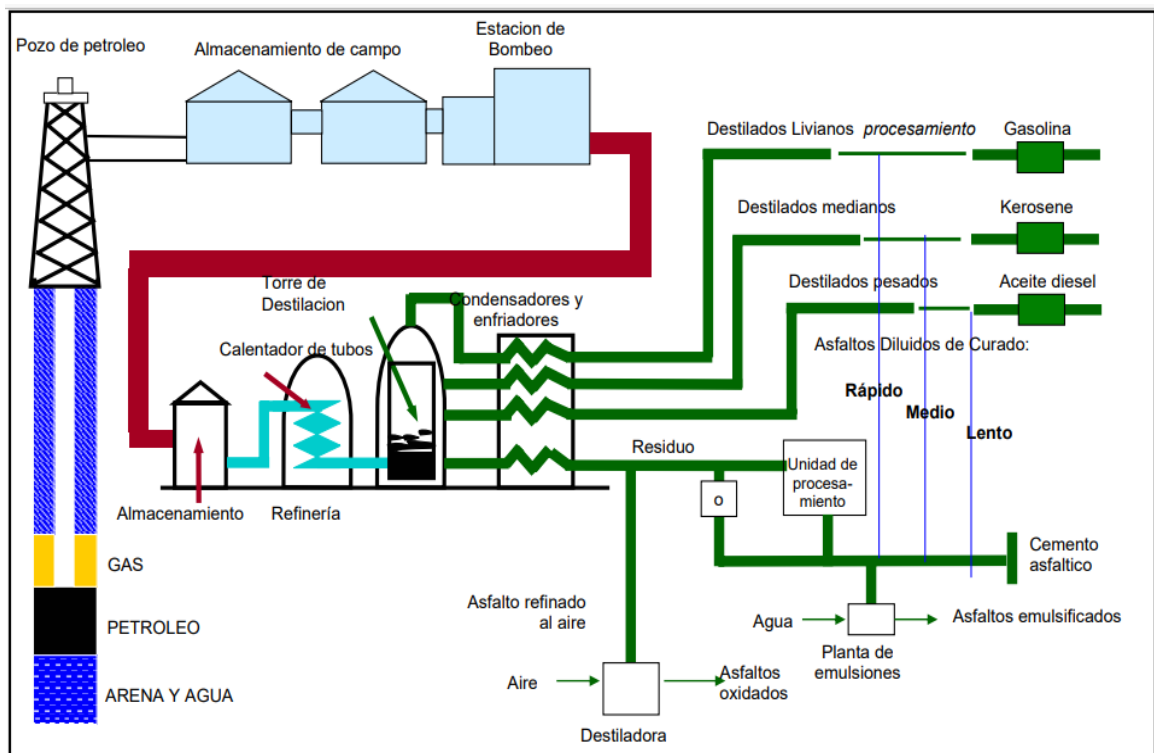 Pozo de petroleo
Almacenamiento de campo
Estacion de
Bombeo
Destilados Livianos procesamiento
Gasolina
Destilados medianos
Kerosene
Destilados pesados
Aceite diesel
Torre de
Destilacion
Condensadores y
enfriadores
Calentador de tubos
Asfaltos Diluidos de Curado:
Rápido
Medio
Lento
Residuo
Unidad de
procesa-
miento
o
Almacenamiento
Refinería
GAS
PETROLEO
ARENA Y AGUA
Cemento
asfaltico
Asfalto refinado
al aire
Agua
Asfaltos emulsificados
Planta de
emulsiones
Aire
Asfaltos
oxidados
Destiladora